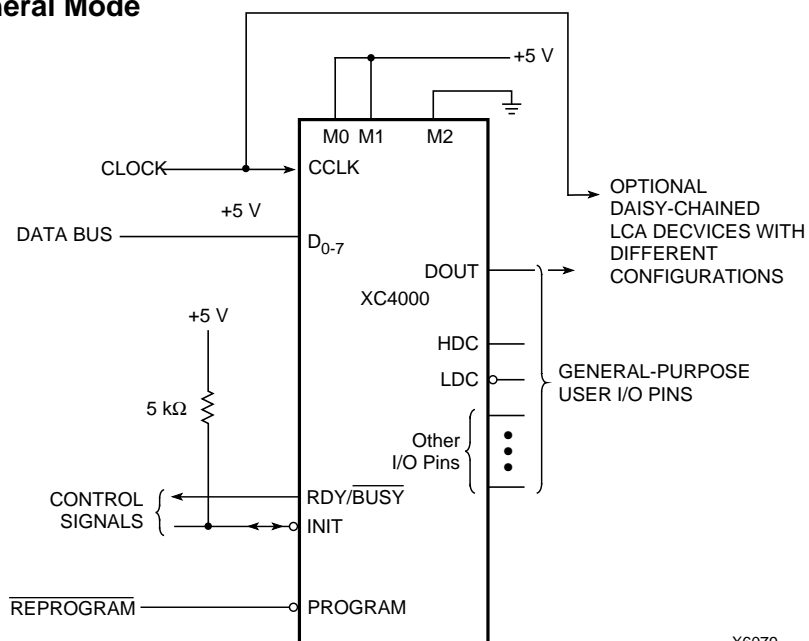 neral Mode
+5 V
M0 M1 M2
CLOCK
CCLK
OPTIONAL
DAISY-CHAINED
LCA DECVICES WITH
DIFFERENT
CONFIGURATIONS
+5 V
DATA BUS
D0-7
DOUT
XC4000
+5 V
HDC
LDC
GENERAL-PURPOSE
USER I/O PINS
5 kΩ
Other
I/O Pins
CONTROL
SIGNALS
RDY/BUSY
INIT
REPROGRAM
PROGRAM